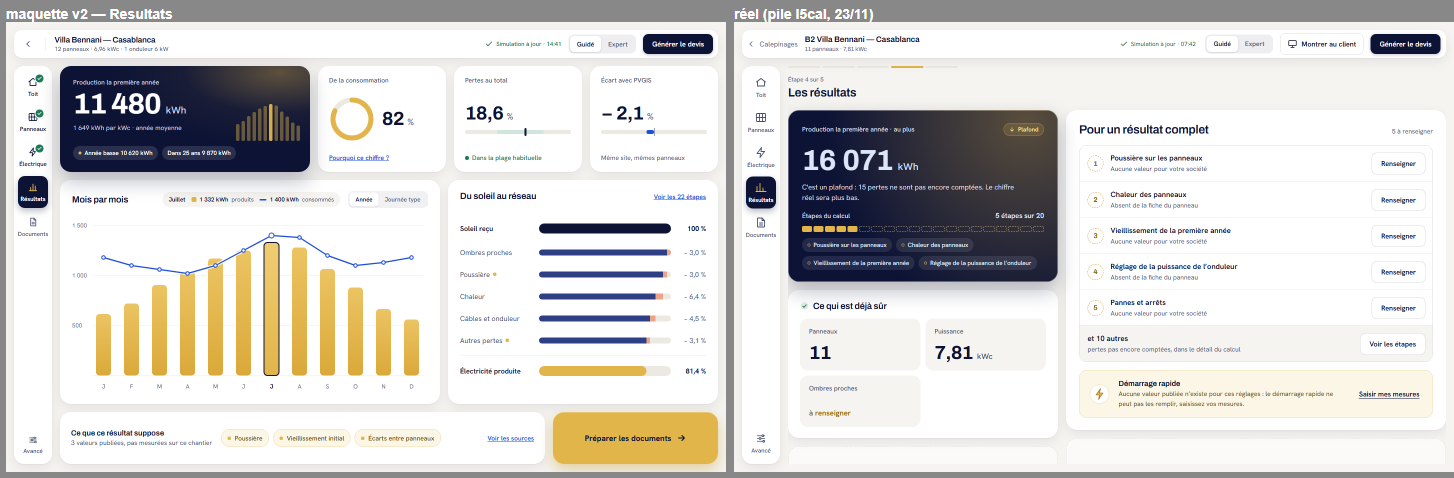 maquette v2 — Resultats
Villa Bennani — Casablanca
12 panneaux · 6,96 kWc · 1 onduleur 6 kW
Simulation à jour · 14:41
Guidé
Expert
Générer le devis
Toit
Panneaux
Électrique
Résultats
Documents
Avancé
Production la première année
11 480 kWh
1 649 kWh par kWc · année moyenne
Année basse 10 620 kWh
Dans 25 ans 9 870 kWh
De la consommation
82 %
Pourquoi ce chiffre ?
Pertes au total
18,6 %
Dans la plage habituelle
Écart avec PVGIS
– 2,1 %
Même site, mêmes panneaux
Mois par mois
Juillet
1 332 kWh produits
1 400 kWh consommés
Année
Journée type
1 500
1 000
500
J F M A M J J A S O N D
Du soleil au réseau
Voir les 22 étapes
Soleil reçu 100 %
Ombres proches – 3,0 %
Poussière – 3,0 %
Chaleur – 6,4 %
Câbles et onduleur – 4,5 %
Autres pertes – 3,1 %
Électricité produite 81,4 %
Ce que ce résultat suppose
3 valeurs publiées, pas mesurées sur ce chantier
Poussière
Vieillissement initial
Écarts entre panneaux
Voir les sources
Préparer les documents →
réel (pile l5cal, 23/11)
Calepinages
B2 Villa Bennani — Casablanca
11 panneaux · 7,81 kWc
Simulation à jour · 07:42
Guidé
Expert
Montrer au client
Générer le devis
Toit
Panneaux
Électrique
Résultats
Documents
Avancé
Étape 4 sur 5
Les résultats
Production la première année · au plus
Plafond
16 071 kWh
C'est un plafond : 15 pertes ne sont pas encore comptées. Le chiffre
réel sera plus bas.
Étapes du calcul
5 étapes sur 20
Poussière sur les panneaux
Chaleur des panneaux
Vieillissement de la première année
Réglage de la puissance de l'onduleur
Ce qui est déjà sûr
Panneaux
11
Puissance
7,81 kWc
Ombres proches
à renseigner
Pour un résultat complet
5 à renseigner
1
Poussière sur les panneaux
Aucune valeur pour votre société
Renseigner
2
Chaleur des panneaux
Absent de la fiche du panneau
Renseigner
3
Vieillissement de la première année
Aucune valeur pour votre société
Renseigner
4
Réglage de la puissance de l'onduleur
Absent de la fiche du panneau
Renseigner
5
Pannes et arrêts
Aucune valeur pour votre société
Renseigner
et 10 autres
pertes pas encore comptées, dans le détail du calcul
Voir les étapes
Démarrage rapide
Aucune valeur publiée n'existe pour ces réglages : le démarrage rapide ne
peut pas les remplir, saisissez vos mesures.
Saisir mes mesures